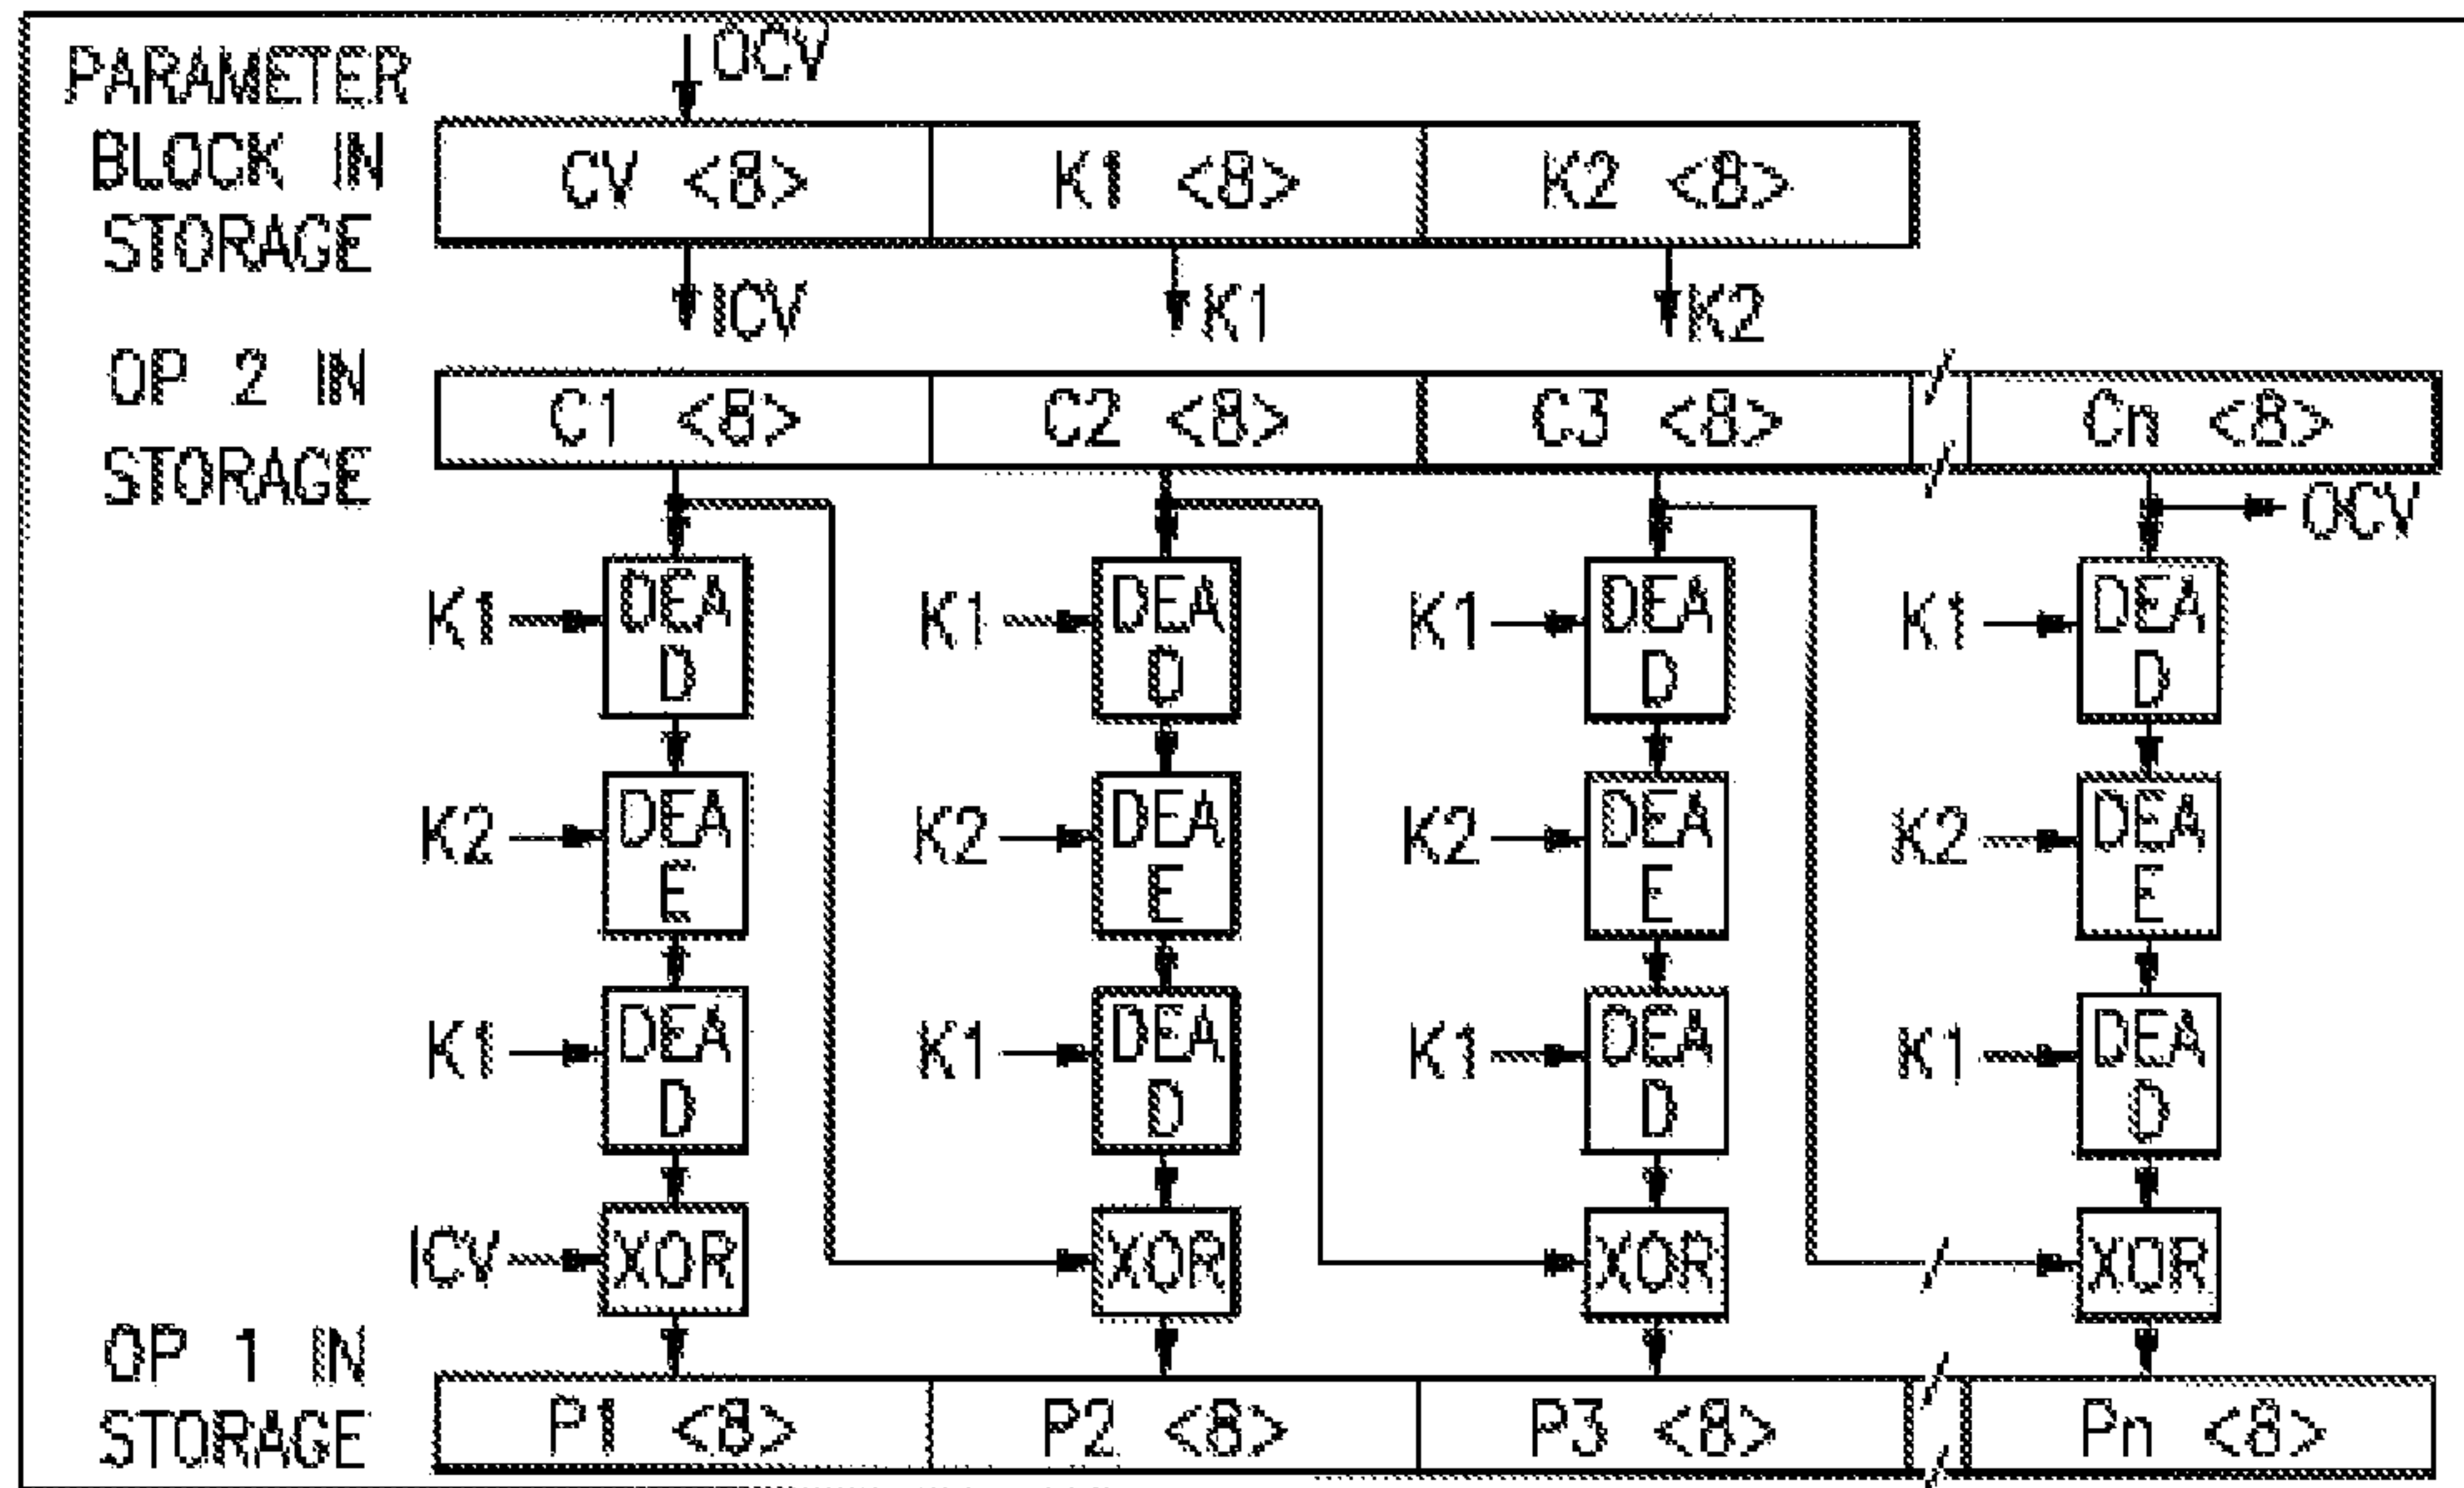 PARAMETER
BLOCK IN
STORAGE
OCV
CV <8> K1 <8> K2 <8>
ICV K1 K2
OP 2 IN
STORAGE
C1 <8> C2 <8> C3 <8> Cn <8>
OCV
K1 DEA K1 DEA K1 DEA K1 DEA
D D D D
K2 DEA K2 DEA K2 DEA K2 DEA
E E E E
K1 DEA K1 DEA K1 DEA K1 DEA
D D D D
ICV XOR XOR XOR XOR
OP 1 IN
STORAGE
P1 <8> P2 <8> P3 <8> Pn <8>